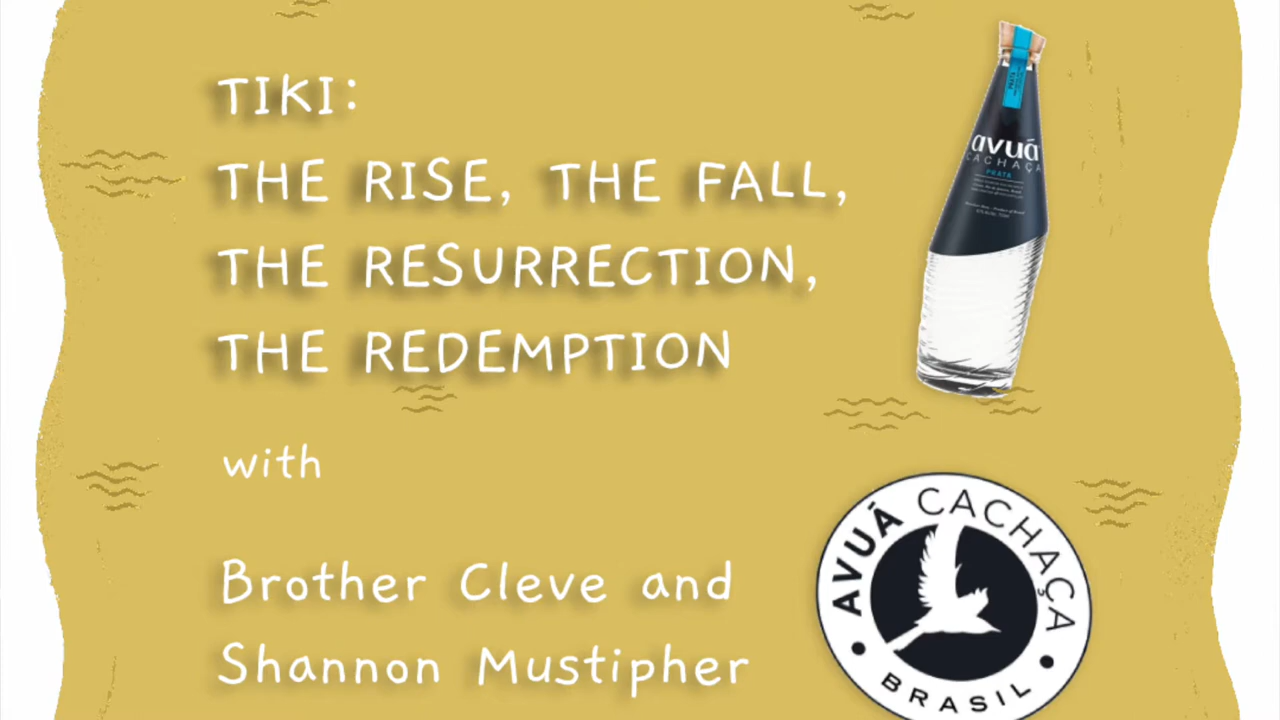 TIKI:
THE RISE, THE FALL,
THE RESURRECTION,
THE REDEMPTION
with
Brother Cleve and
Shannon Mustipher
PRATA
avuá
CACHAÇA
PRATA
AVUÁ CACHAÇA
BRASIL